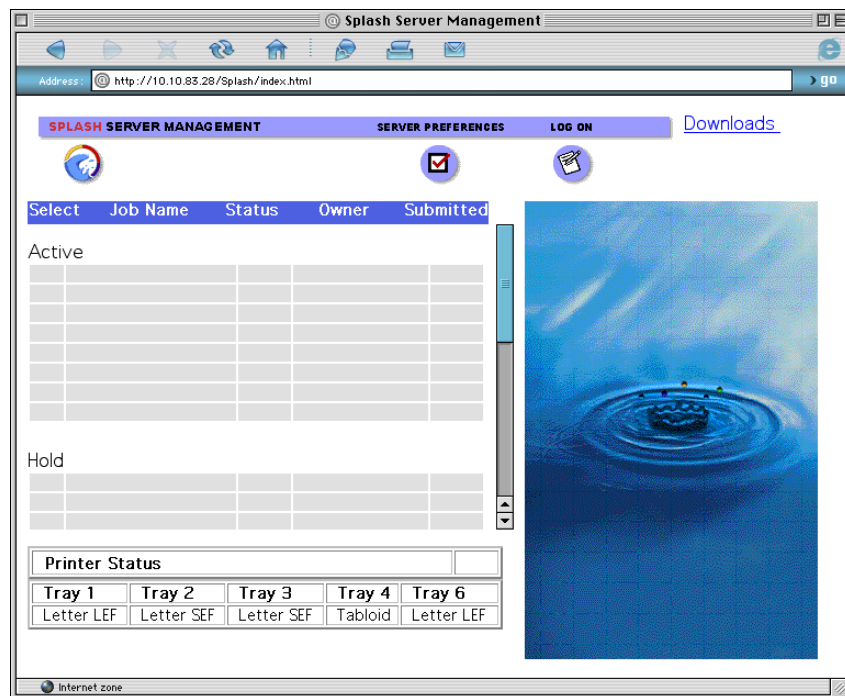 Splash Server Management
Address: http://10.10.83.28/Splash/index.html go
SPLASH SERVER MANAGEMENT SERVER PREFERENCES LOG ON Downloads
Select Job Name Status Owner Submitted
Active
Hold
Printer Status
Tray 1 Tray 2 Tray 3 Tray 4 Tray 6
Letter LEF Letter SEF Letter SEF Tabloid Letter LEF
Internet zone